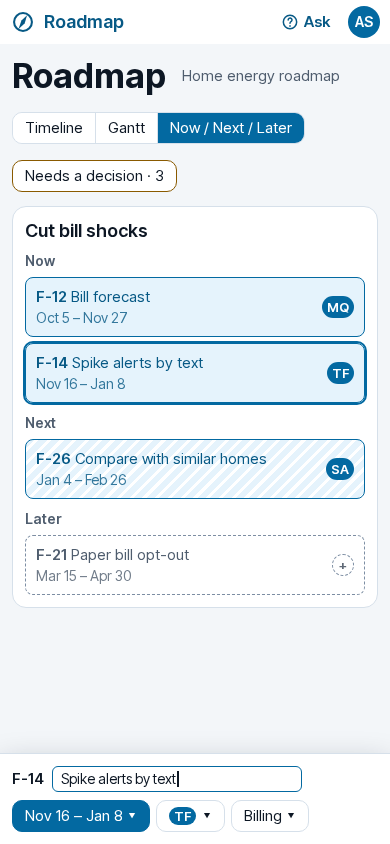 Roadmap
Ask
AS
Roadmap
Home energy roadmap
Timeline
Gantt
Now / Next / Later
Needs a decision · 3
Cut bill shocks
Now
F-12 Bill forecast
Oct 5 – Nov 27
MQ
F-14 Spike alerts by text
Nov 16 – Jan 8
TF
Next
F-26 Compare with similar homes
Jan 4 – Feb 26
SA
Later
F-21 Paper bill opt-out
Mar 15 – Apr 30
+
F-14
Spike alerts by text
Nov 16 – Jan 8
TF
Billing